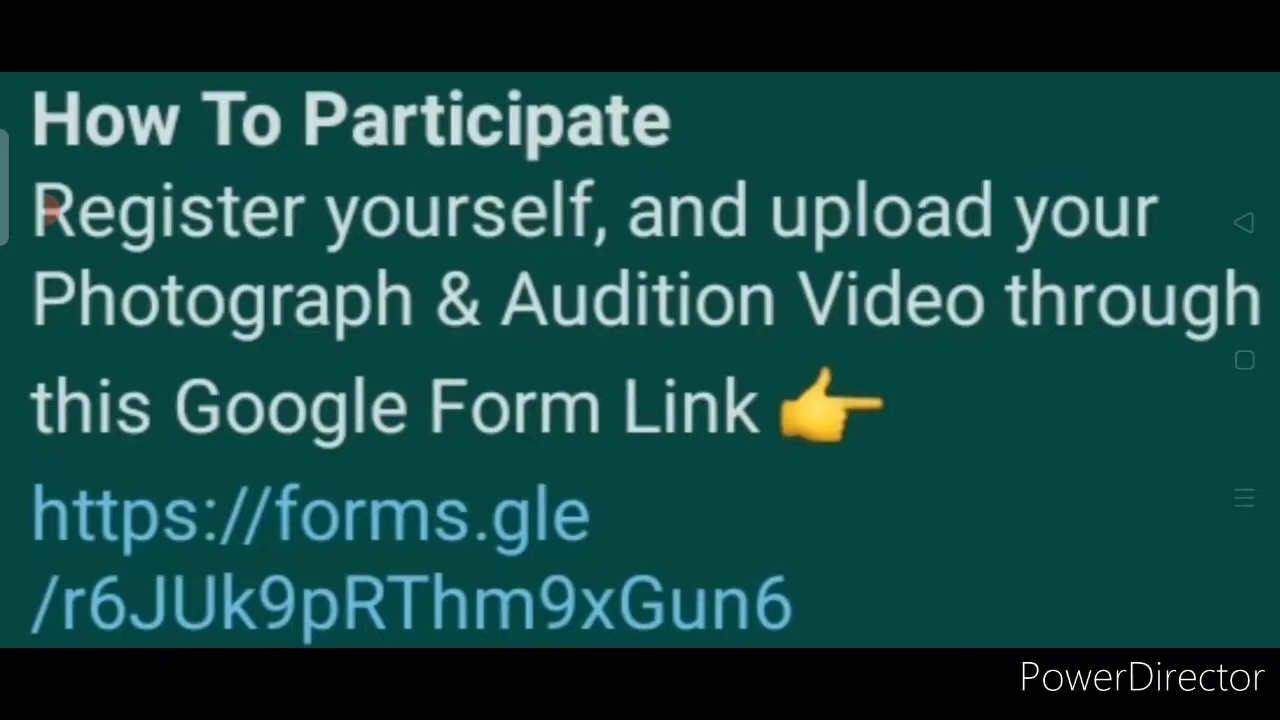 How To Participate
Register yourself, and upload your
Photograph & Audition Video through
this Google Form Link 👉
https://forms.gle
/r6JUk9pRThm9xGun6
PowerDirector